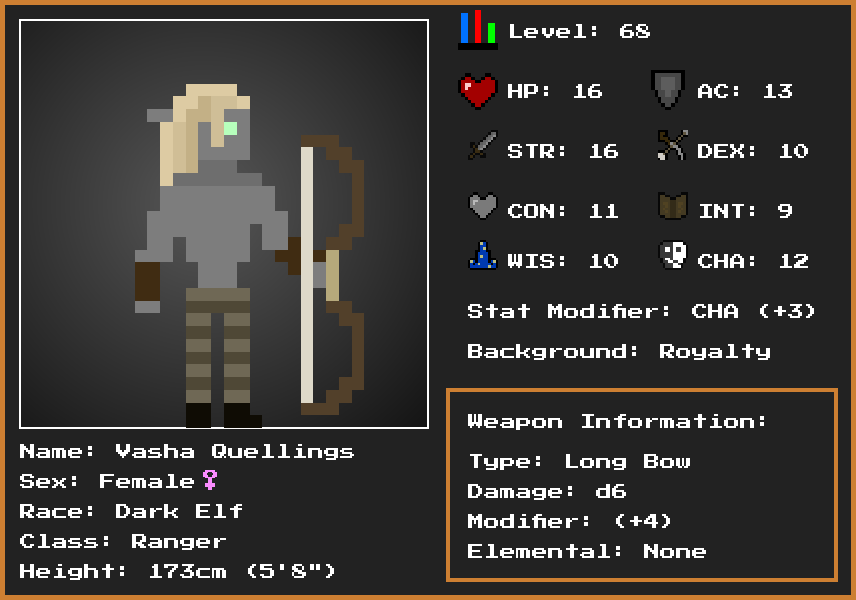 Level: 68
HP: 16
AC: 13
STR: 16
DEX: 10
CON: 11
INT: 9
WIS: 10
CHA: 12
Stat Modifier: CHA (+3)
Background: Royalty
Weapon Information:
Type: Long Bow
Damage: d6
Modifier: (+4)
Elemental: None
Name: Vasha Quellings
Sex: Female♀
Race: Dark Elf
Class: Ranger
Height: 173cm (5'8")